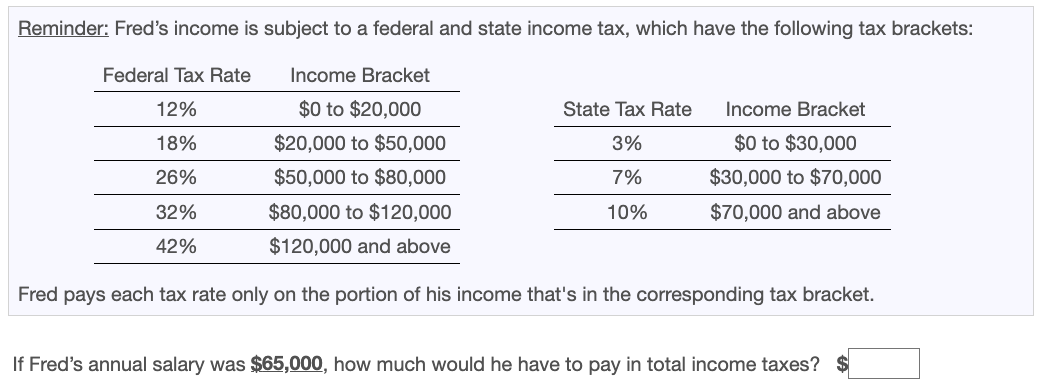 Reminder: Fred’s income is subject to a federal and state income tax, which have the following tax brackets:
Federal Tax Rate Income Bracket
12% $0 to $20,000
18% $20,000 to $50,000
26% $50,000 to $80,000
32% $80,000 to $120,000
42% $120,000 and above
State Tax Rate Income Bracket
3% $0 to $30,000
7% $30,000 to $70,000
10% $70,000 and above
Fred pays each tax rate only on the portion of his income that's in the corresponding tax bracket.
If Fred’s annual salary was $65,000, how much would he have to pay in total income taxes? $